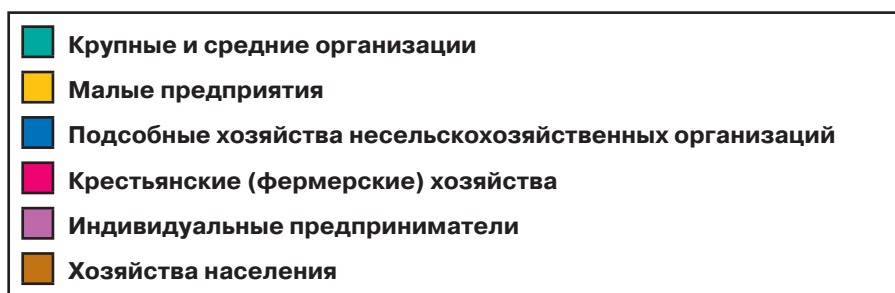 Крупные и средние организации
Малые предприятия
Подсобные хозяйства несельскохозяйственных организаций
Крестьянские (фермерские) хозяйства
Индивидуальные предприниматели
Хозяйства населения